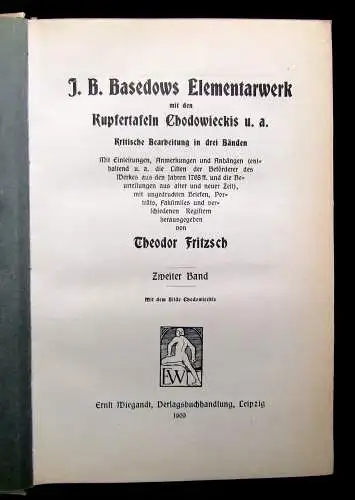 J. B. Basedows Elementarwerk
mit den
Kupfertafeln Chodowieckis u. a.
Kritische Bearbeitung in drei Bänden
Mit Einleitungen, Anmerkungen und Anhängen (ent-
haltend u. a. die Listen der Beförderer des
Werkes aus den Jahren 1768 ff. und die Be-
urteilungen aus alter und neuer Zeit),
mit ungedruckten Briefen, Por-
träts, Faksimiles und ver-
schiedenen Registern
herausgegeben
von
Theodor Fritzsch
Zweiter Band
Mit dem Bilde Chodowieckis
EW
Ernst Wiegandt, Verlagsbuchhandlung, Leipzig
1909